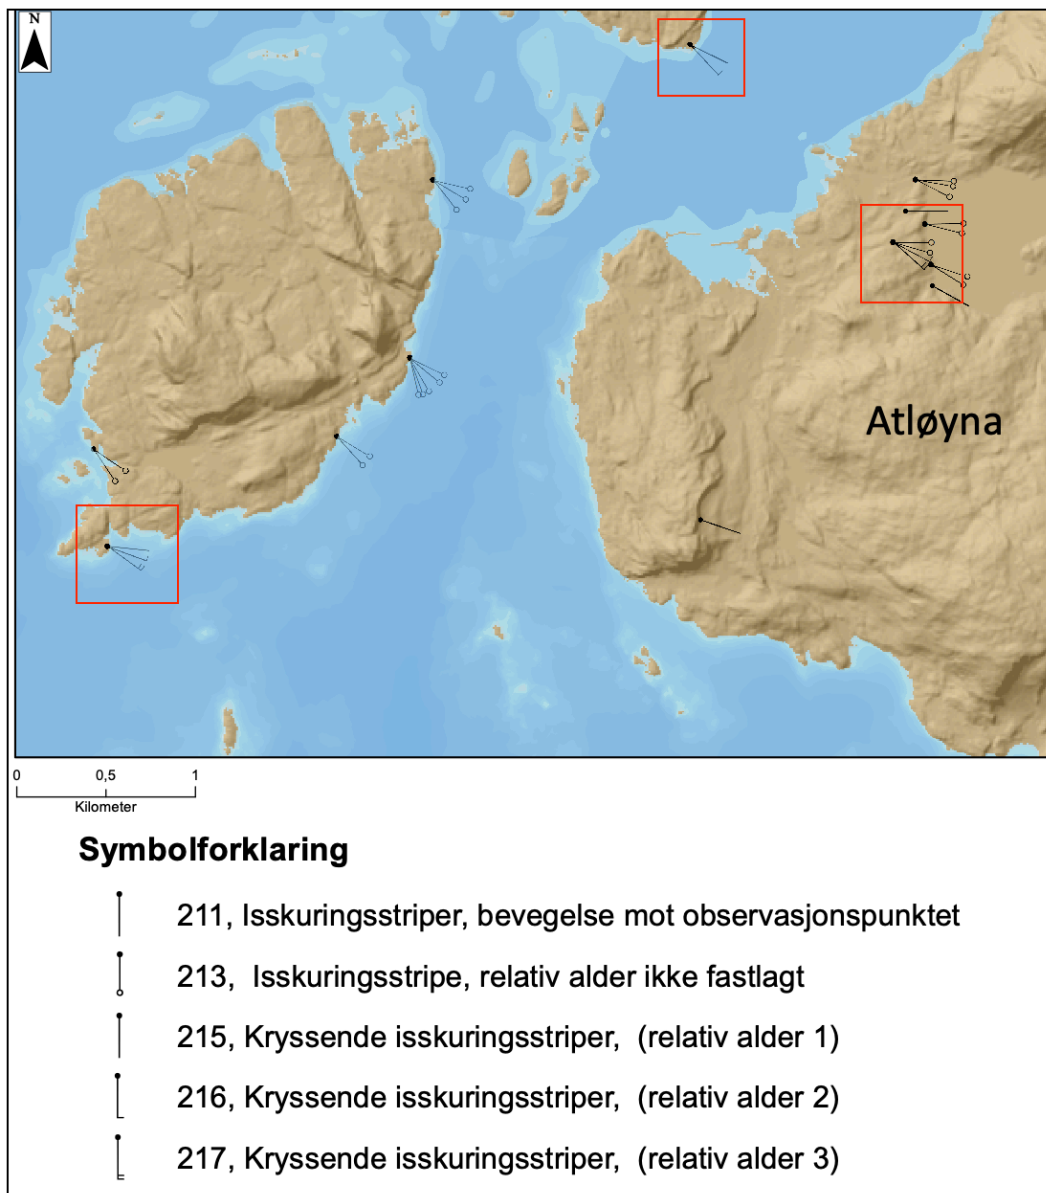 N
Atløyna
0 0,5 1
Kilometer
Symbolforklaring
211, Isskuringsstriper, bevegelse mot observasjonspunktet
213, Isskuringsstripe, relativ alder ikke fastlagt
215, Kryssende isskuringsstriper, (relativ alder 1)
216, Kryssende isskuringsstriper, (relativ alder 2)
217, Kryssende isskuringsstriper, (relativ alder 3)